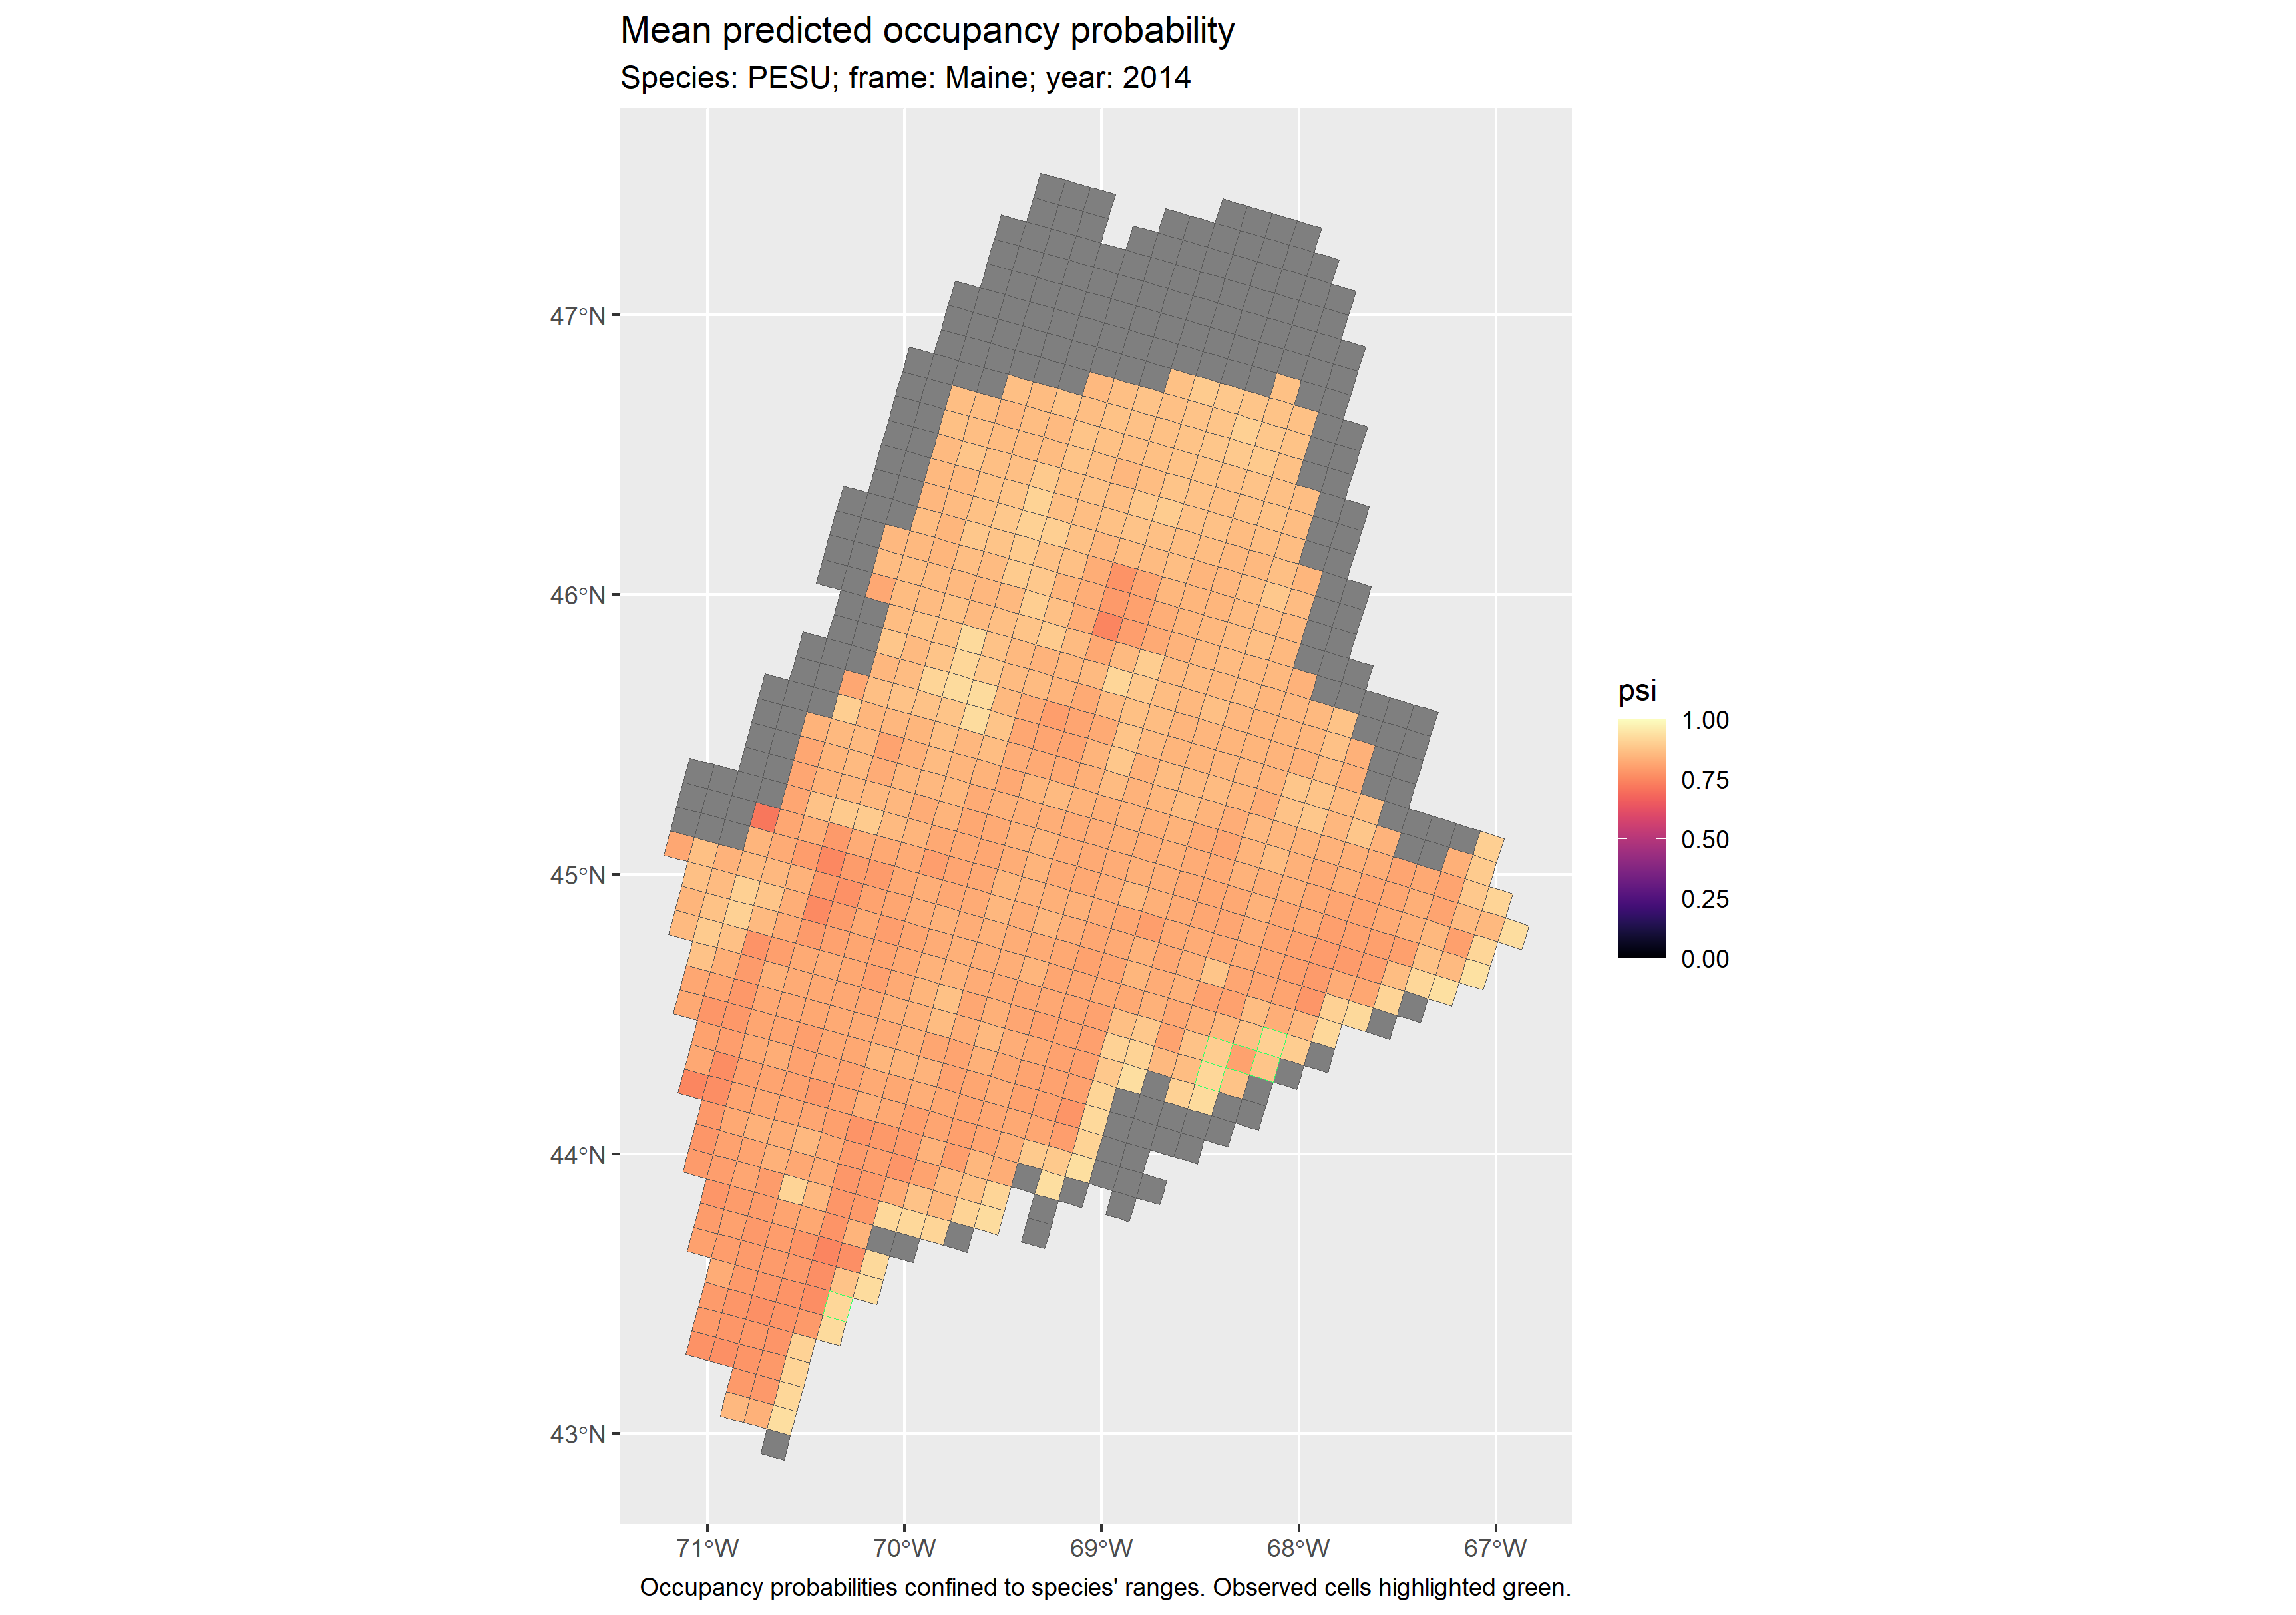 Mean predicted occupancy probability
Species: PESU; frame: Maine; year: 2014
47°N
46°N
45°N
44°N
43°N
71°W
70°W
69°W
68°W
67°W
psi
1.00
0.75
0.50
0.25
0.00
Occupancy probabilities confined to species' ranges. Observed cells highlighted green.